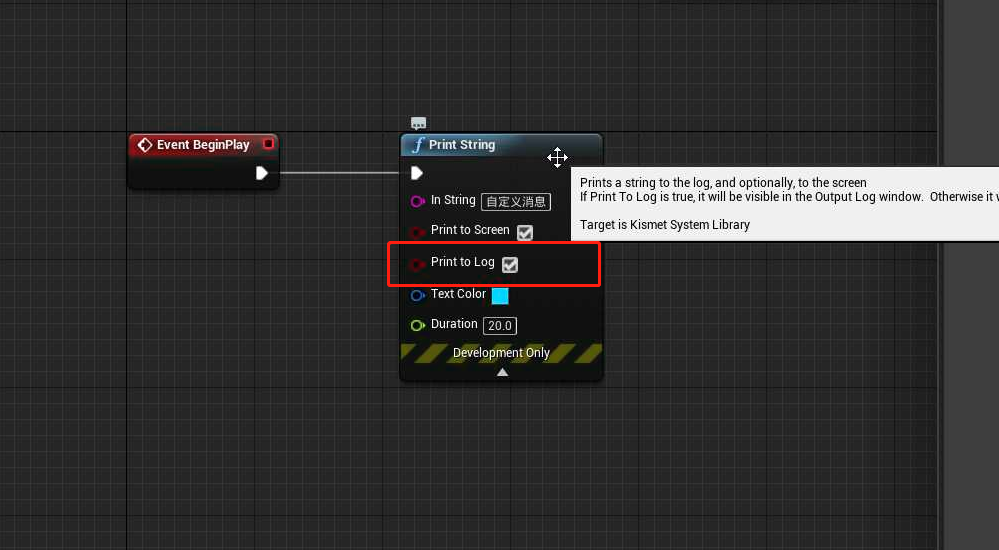 Event BeginPlay
Print String
In String 自定义消息
Print to Screen
Print to Log
Text Color
Duration 20.0
Development Only
Prints a string to the log, and optionally, to the screen
If Print To Log is true, it will be visible in the Output Log window. Otherwise it
Target is Kismet System Library